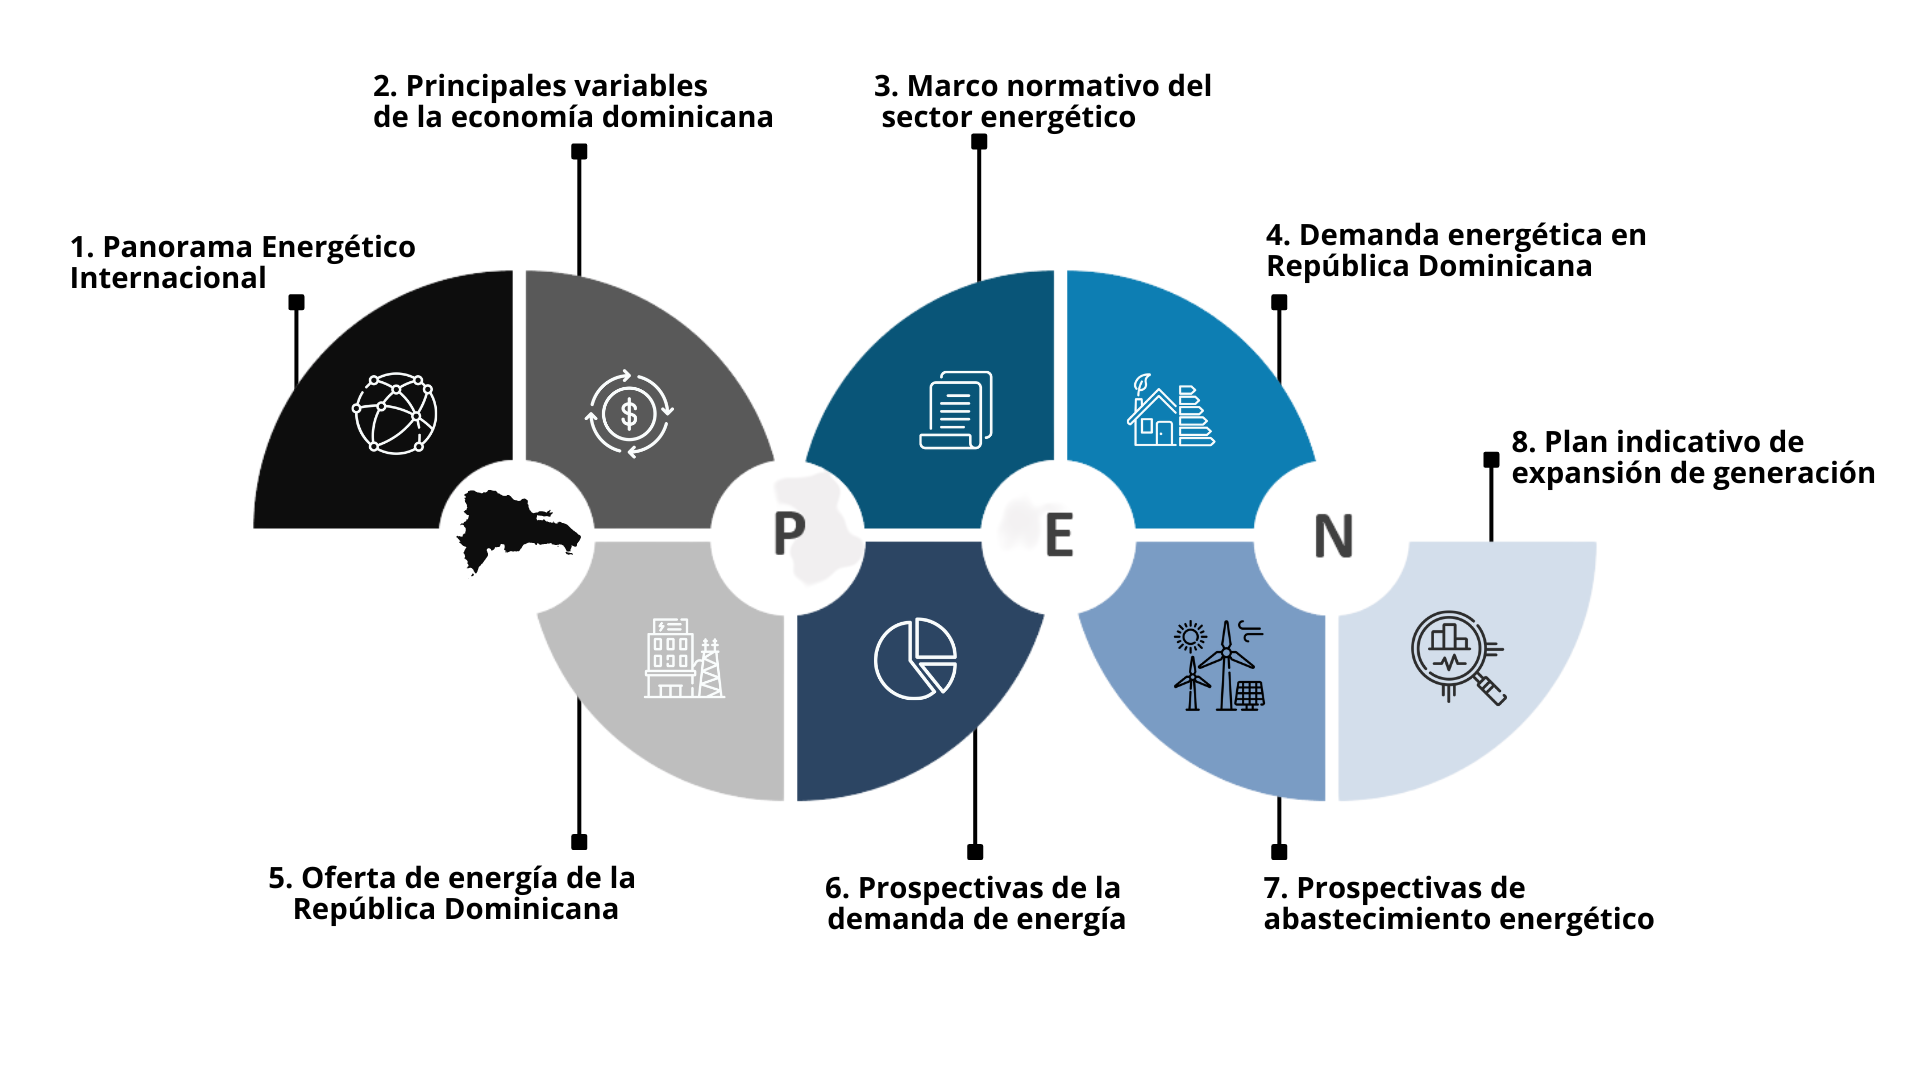 1. Panorama Energético
Internacional
2. Principales variables
de la economía dominicana
3. Marco normativo del
sector energético
4. Demanda energética en
República Dominicana
5. Oferta de energía de la
República Dominicana
6. Prospectivas de la
demanda de energía
7. Prospectivas de
abastecimiento energético
8. Plan indicativo de
expansión de generación
$
P
E
N